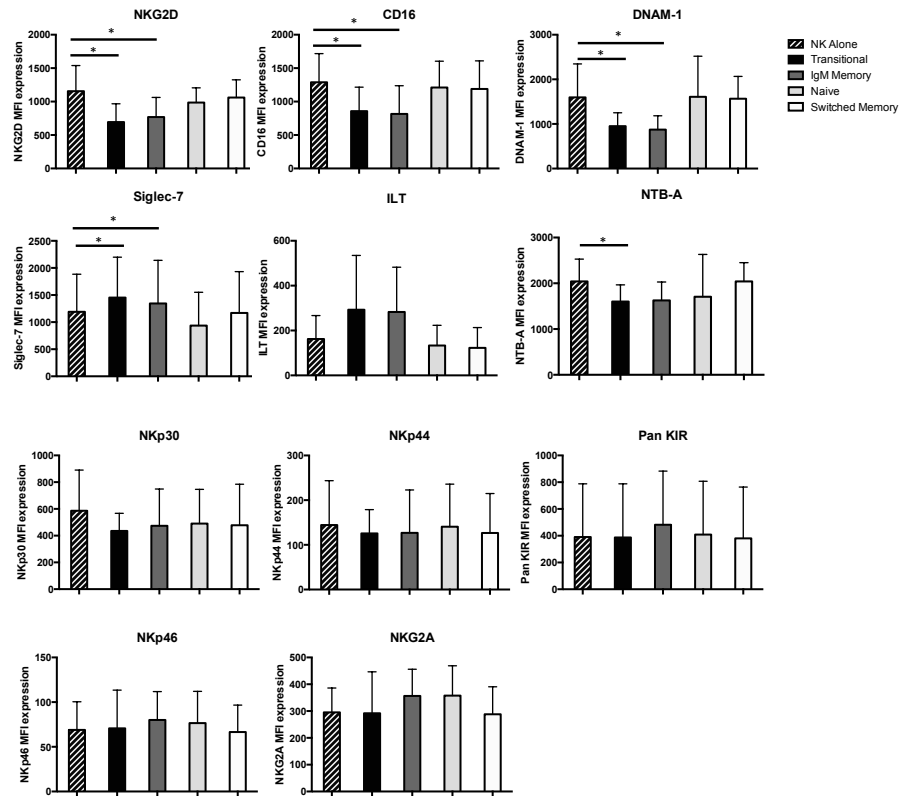 NKG2D
NKG2D MFI expression
2000
1500
1000
500
0
*
*
CD16
CD16 MFI expression
2000
1500
1000
500
0
*
*
DNAM-1
DNAM-1 MFI expression
3000
2000
1000
0
*
*
NK Alone
Transitional
IgM Memory
Naive
Switched Memory
Siglec-7
Siglec-7 MFI expression
2500
2000
1500
1000
500
0
*
*
ILT
ILT MFI expression
600
400
200
0
NTB-A
NTB-A MFI expression
3000
2000
1000
0
*
NKp30
NKp30 MFI expression
1000
800
600
400
200
0
NKp44
NKp44 MFI expression
300
200
100
0
Pan KIR
Pan KIR MFI expression
1000
800
600
400
200
0
NKp46
NKp46 MFI expression
150
100
50
0
NKG2A
NKG2A MFI expression
500
400
300
200
100
0